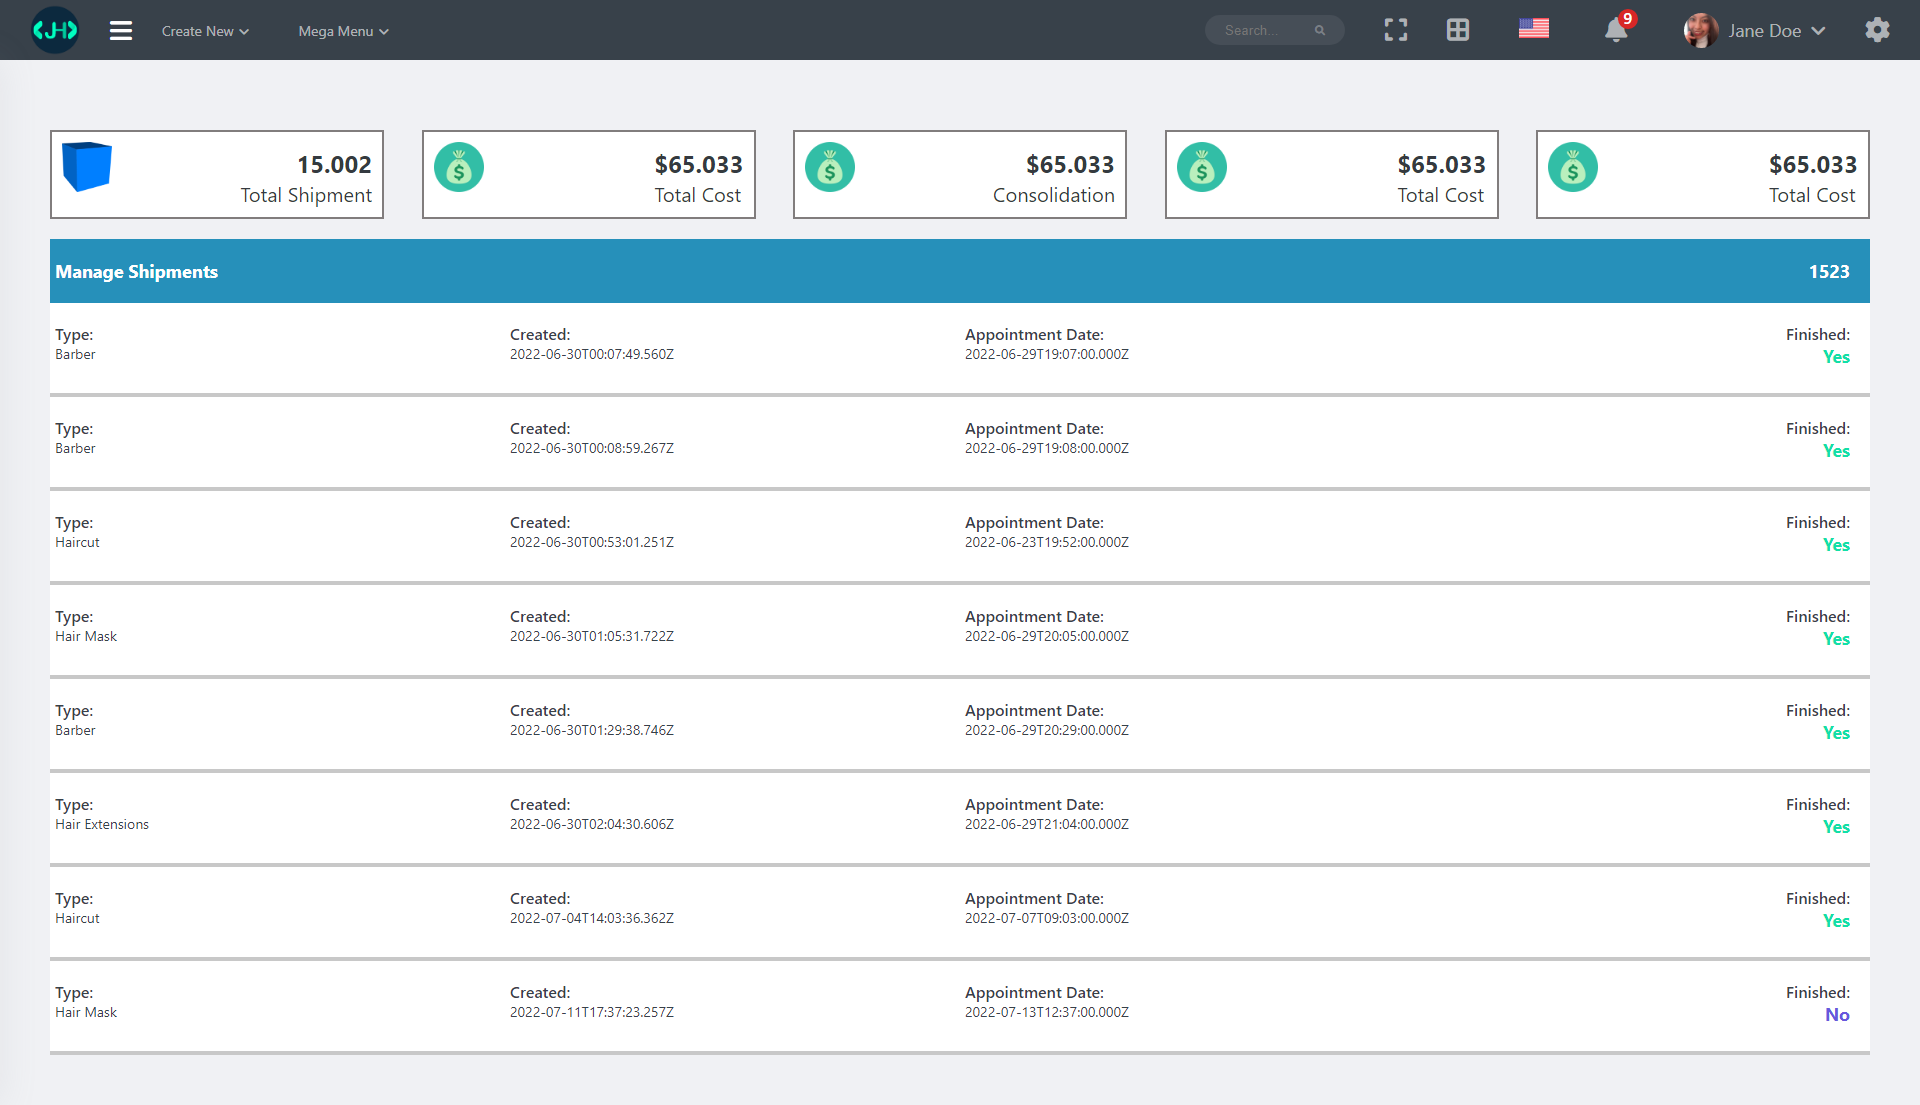 JH
Create New
Mega Menu
Search...
9
Jane Doe
15.002
Total Shipment
$65.033
Total Cost
$65.033
Consolidation
$65.033
Total Cost
$65.033
Total Cost
Manage Shipments 1523
Type: Created: Appointment Date: Finished:
Barber 2022-06-30T00:07:49.560Z 2022-06-29T19:07:00.000Z Yes
Type: Created: Appointment Date: Finished:
Barber 2022-06-30T00:08:59.267Z 2022-06-29T19:08:00.000Z Yes
Type: Created: Appointment Date: Finished:
Haircut 2022-06-30T00:53:01.251Z 2022-06-23T19:52:00.000Z Yes
Type: Created: Appointment Date: Finished:
Hair Mask 2022-06-30T01:05:31.722Z 2022-06-29T20:05:00.000Z Yes
Type: Created: Appointment Date: Finished:
Barber 2022-06-30T01:29:38.746Z 2022-06-29T20:29:00.000Z Yes
Type: Created: Appointment Date: Finished:
Hair Extensions 2022-06-30T02:04:30.606Z 2022-06-29T21:04:00.000Z Yes
Type: Created: Appointment Date: Finished:
Haircut 2022-07-04T14:03:36.362Z 2022-07-07T09:03:00.000Z Yes
Type: Created: Appointment Date: Finished:
Hair Mask 2022-07-11T17:37:23.257Z 2022-07-13T12:37:00.000Z No